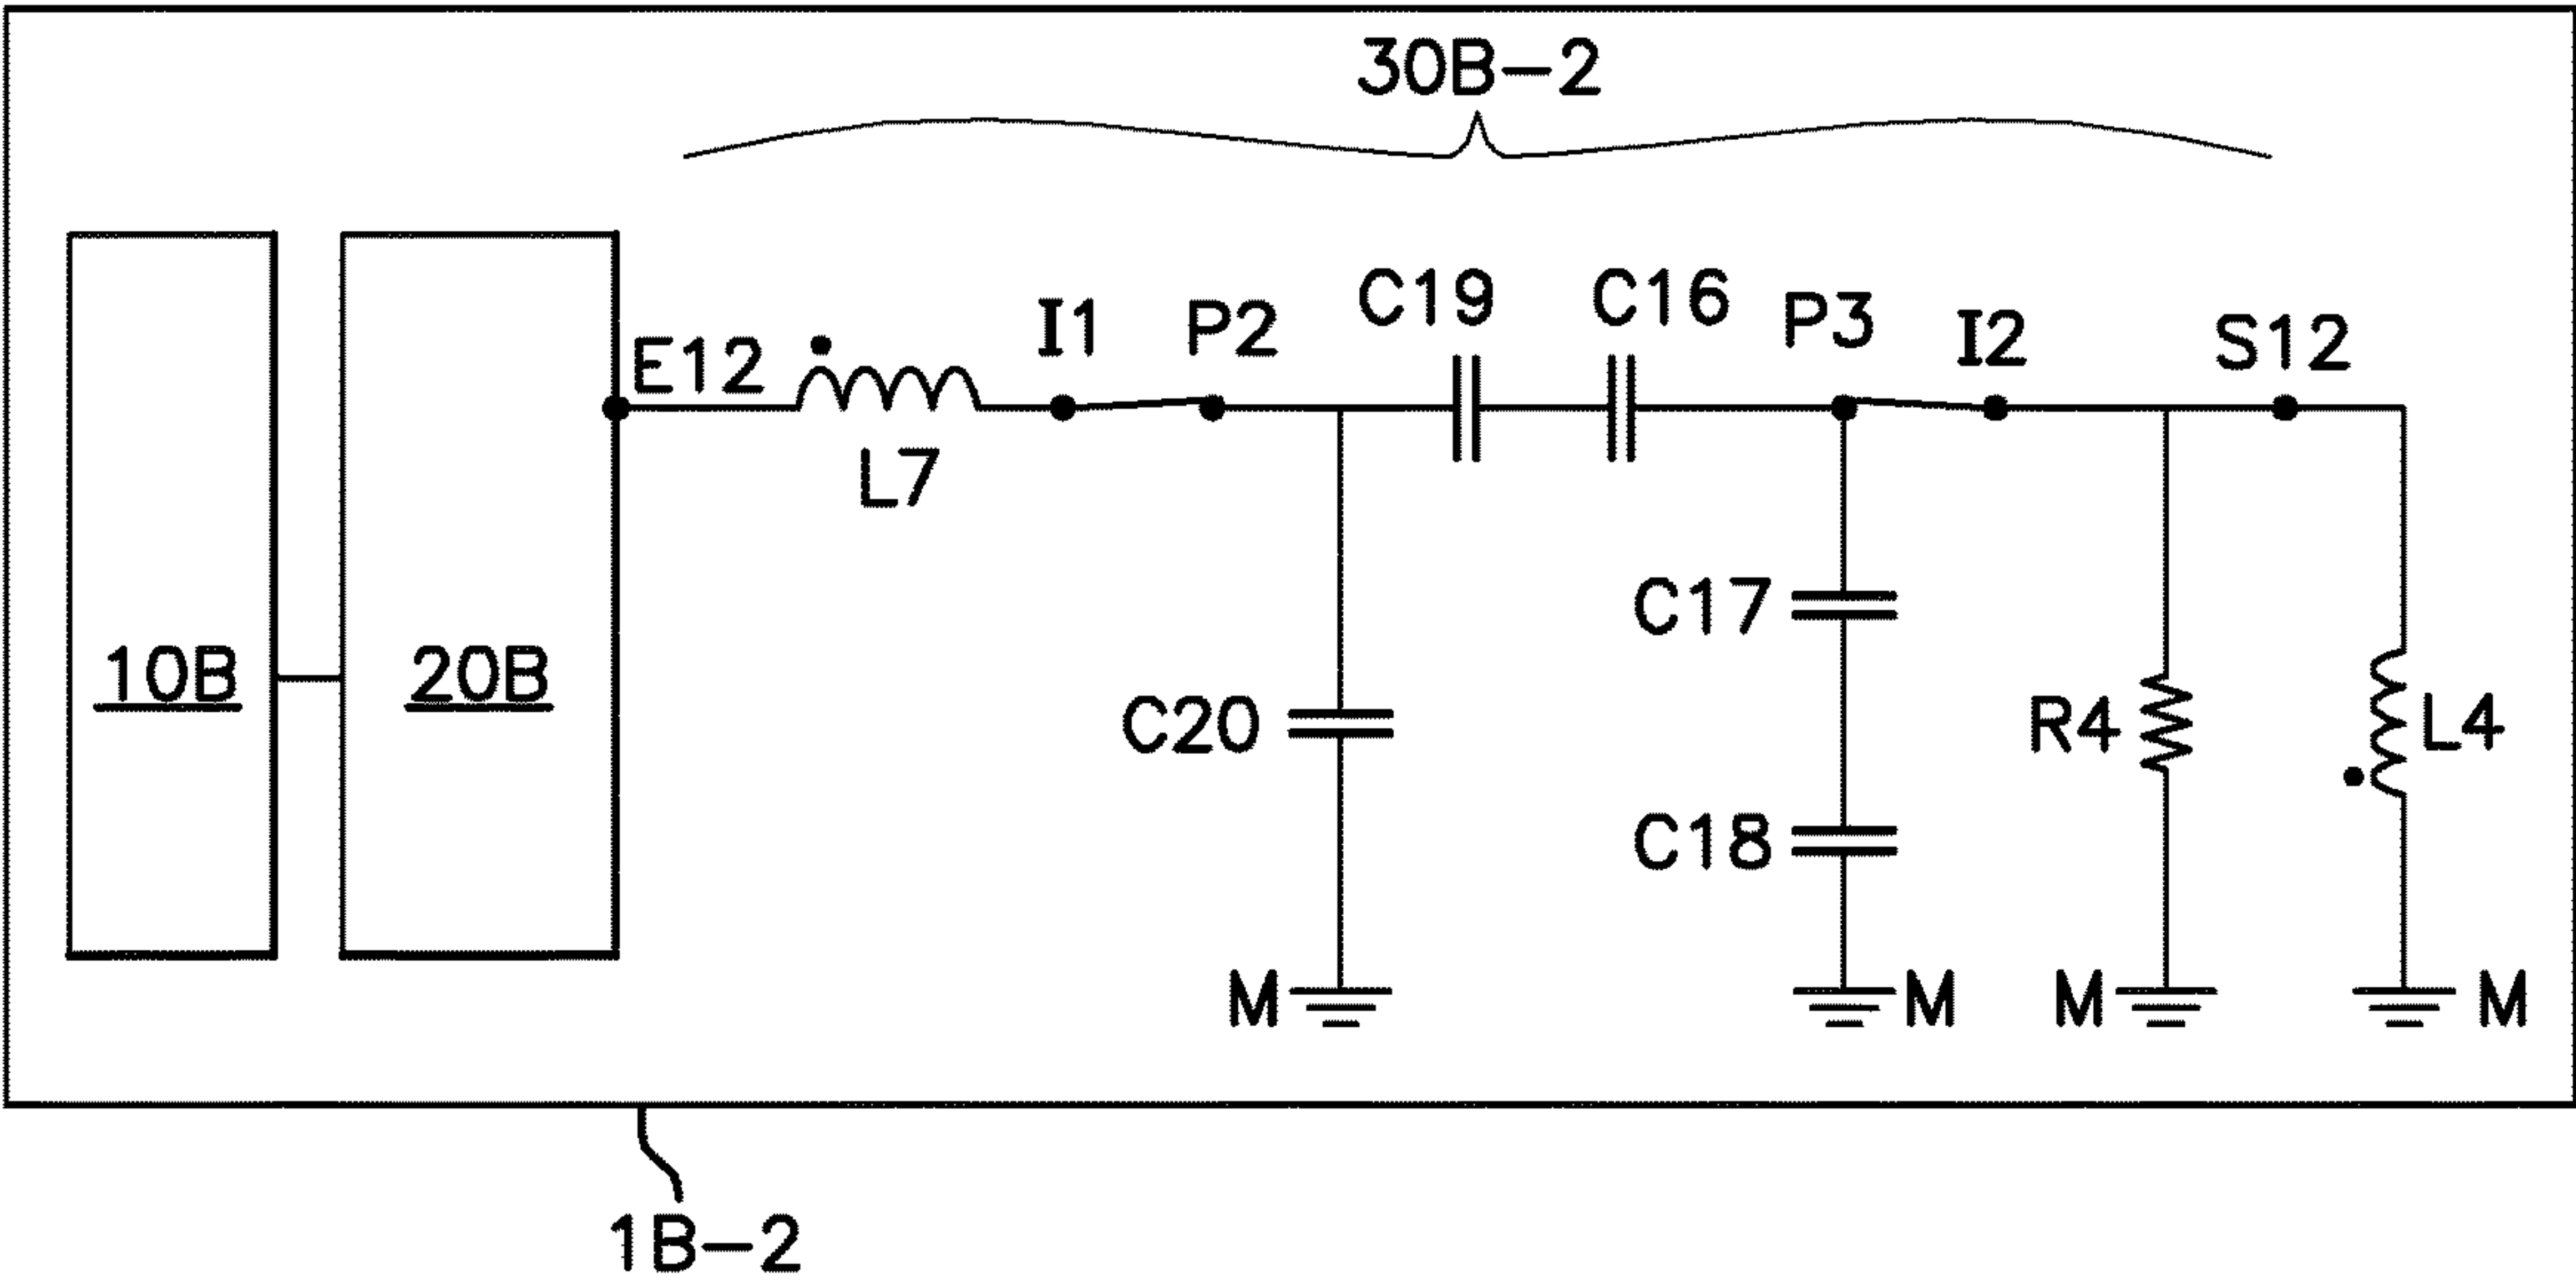 30B-2
C19 C16
I1 P2 P3 I2 S12
E12
L7
C17
10B 20B
C20 R4 L4
C18
M M M M
1B-2